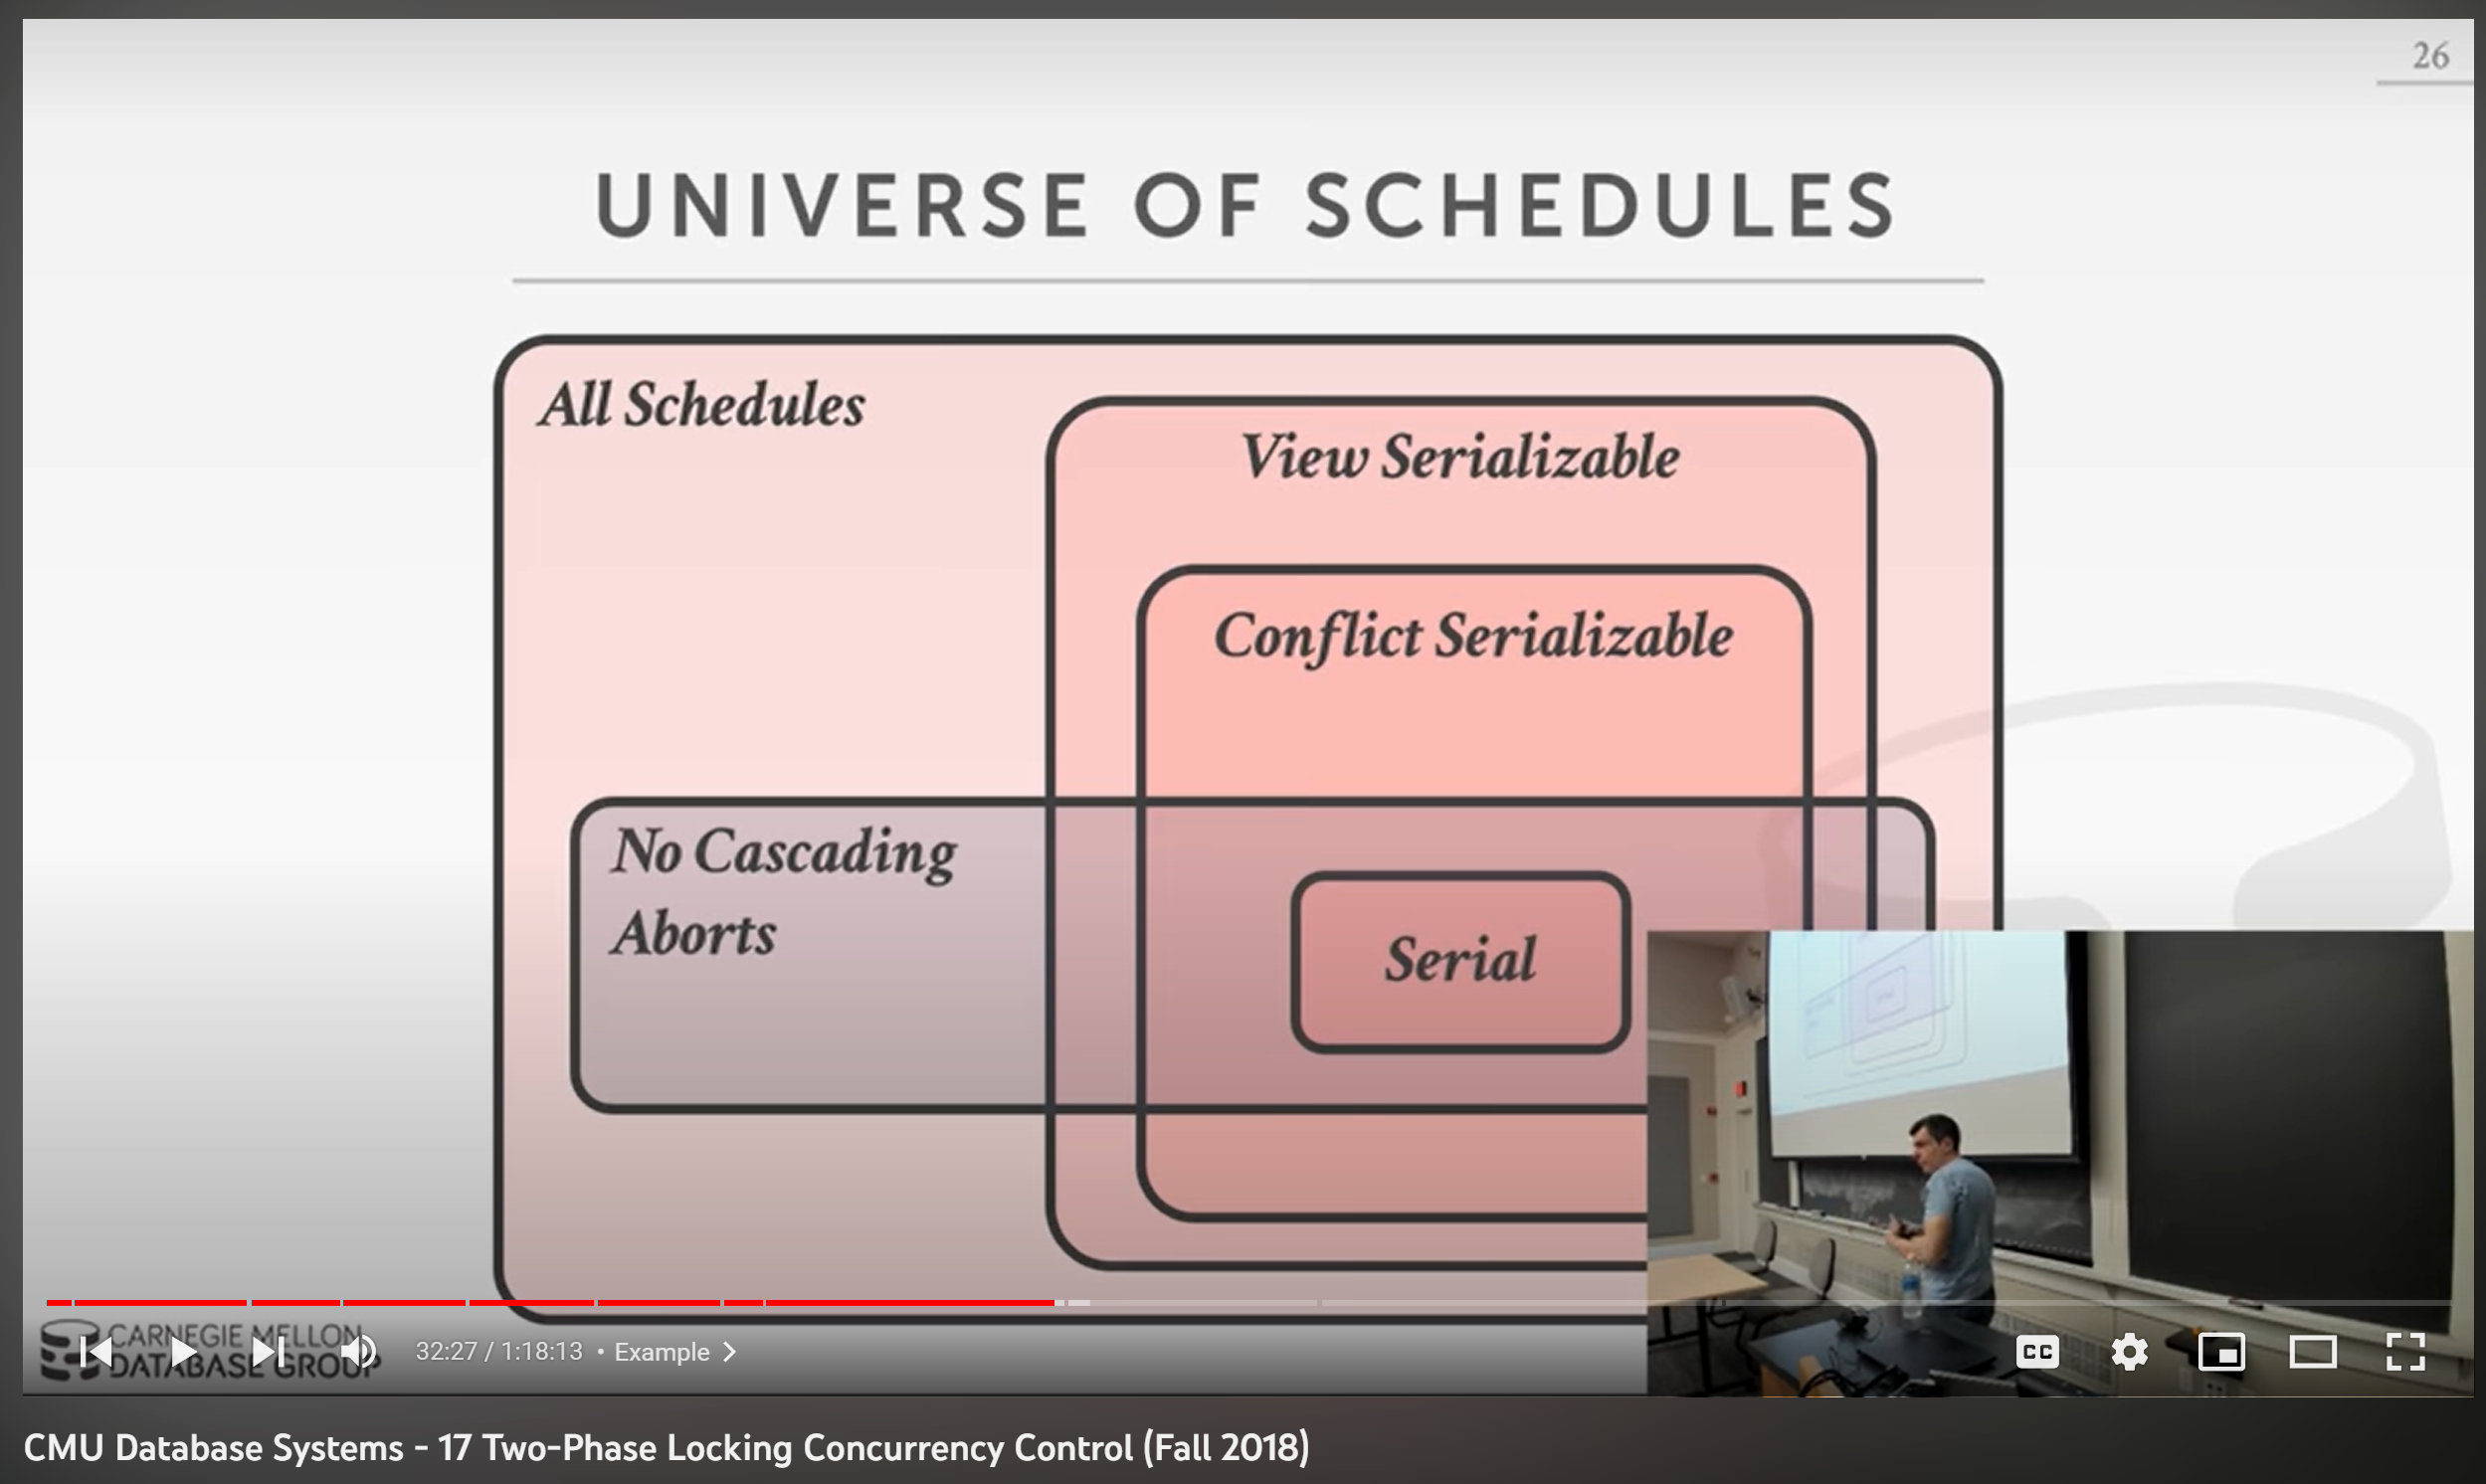 26
UNIVERSE OF SCHEDULES
All Schedules
View Serializable
Conflict Serializable
No Cascading
Aborts
Serial
CARNEGIE MELLON
DATABASE GROUP
32:27 / 1:18:13 • Example
CC
CMU Database Systems - 17 Two-Phase Locking Concurrency Control (Fall 2018)